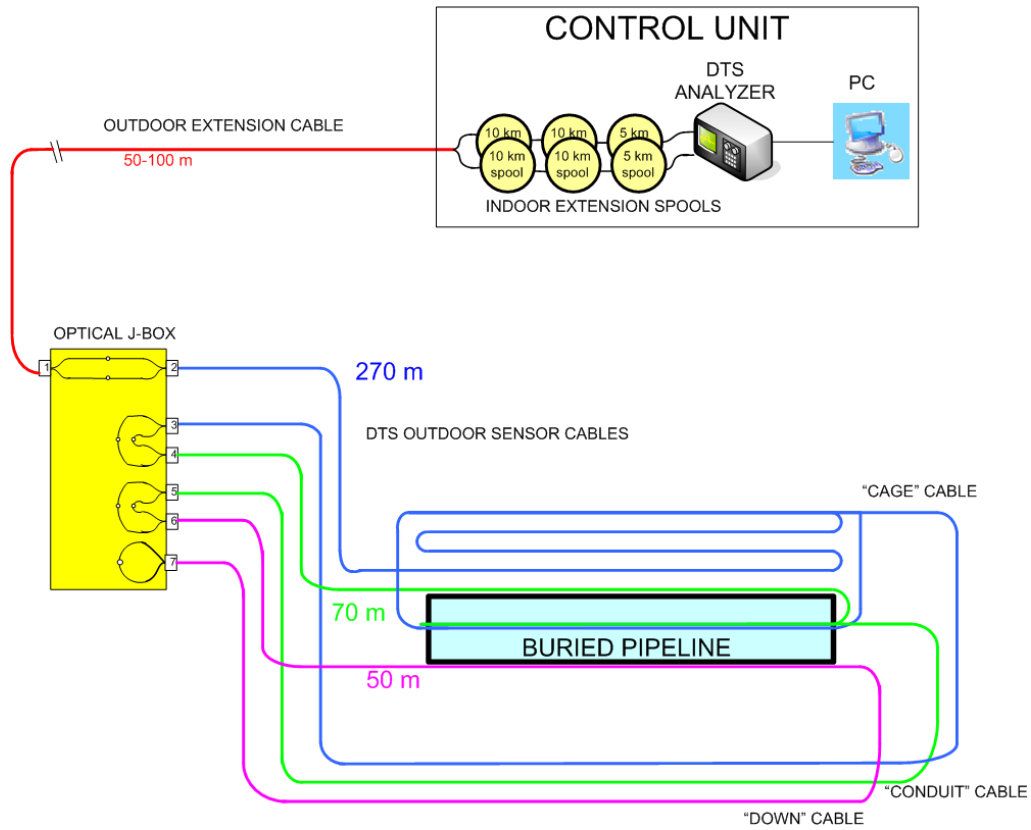 CONTROL UNIT
DTS
ANALYZER
PC
OUTDOOR EXTENSION CABLE
50-100 m
10 km
10 km
5 km
10 km
spool
10 km
spool
5 km
spool
INDOOR EXTENSION SPOOLS
OPTICAL J-BOX
1
2
3
4
5
6
7
270 m
DTS OUTDOOR SENSOR CABLES
"CAGE" CABLE
70 m
BURIED PIPELINE
50 m
"CONDUIT" CABLE
"DOWN" CABLE